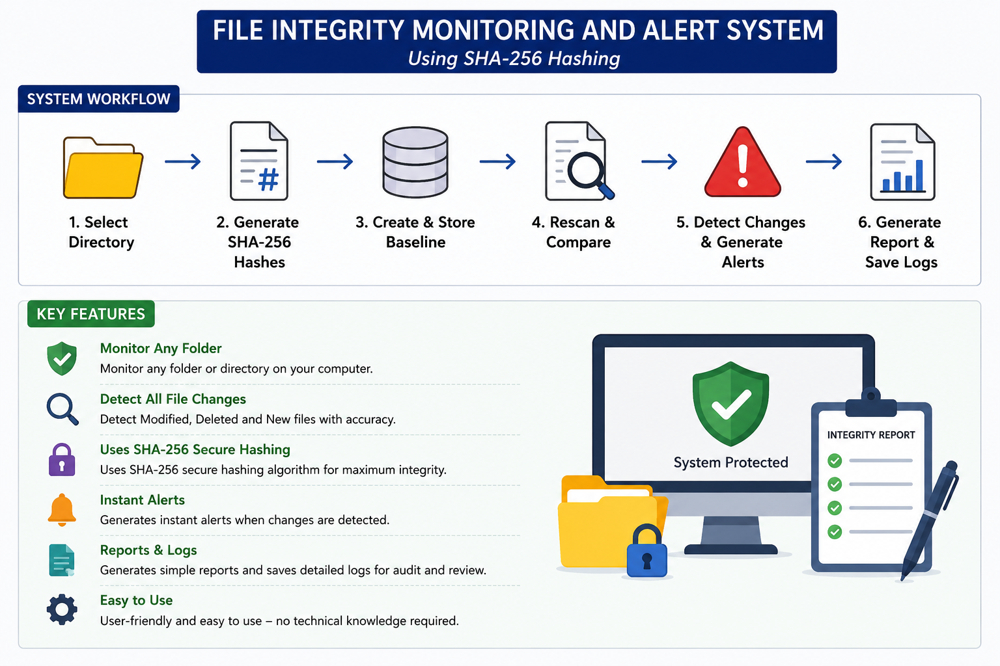 FILE INTEGRITY MONITORING AND ALERT SYSTEM
Using SHA-256 Hashing
SYSTEM WORKFLOW
1. Select
Directory
2. Generate
SHA-256
Hashes
3. Create & Store
Baseline
4. Rescan &
Compare
5. Detect Changes
& Generate
Alerts
6. Generate
Report &
Save Logs
KEY FEATURES
Monitor Any Folder
Monitor any folder or directory on your computer.
Detect All File Changes
Detect Modified, Deleted and New files with accuracy.
Uses SHA-256 Secure Hashing
Uses SHA-256 secure hashing algorithm for maximum integrity.
Instant Alerts
Generates instant alerts when changes are detected.
Reports & Logs
Generates simple reports and saves detailed logs for audit and review.
Easy to Use
User-friendly and easy to use – no technical knowledge required.
System Protected
INTEGRITY REPORT